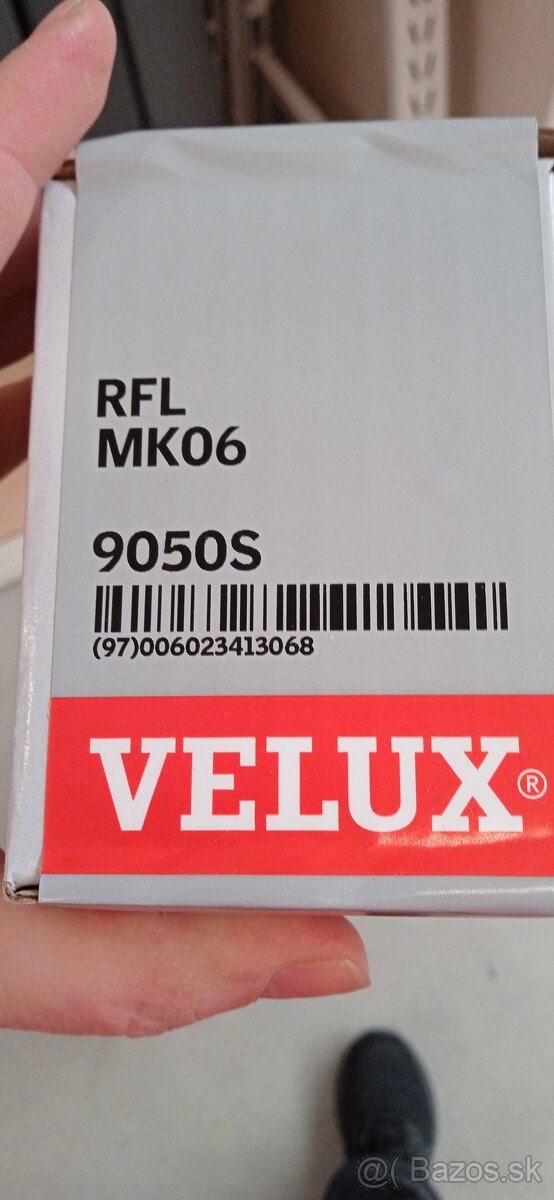 RFL
MK06
9050S
(97)006023413068
VELUX®
@( Bazos.sk